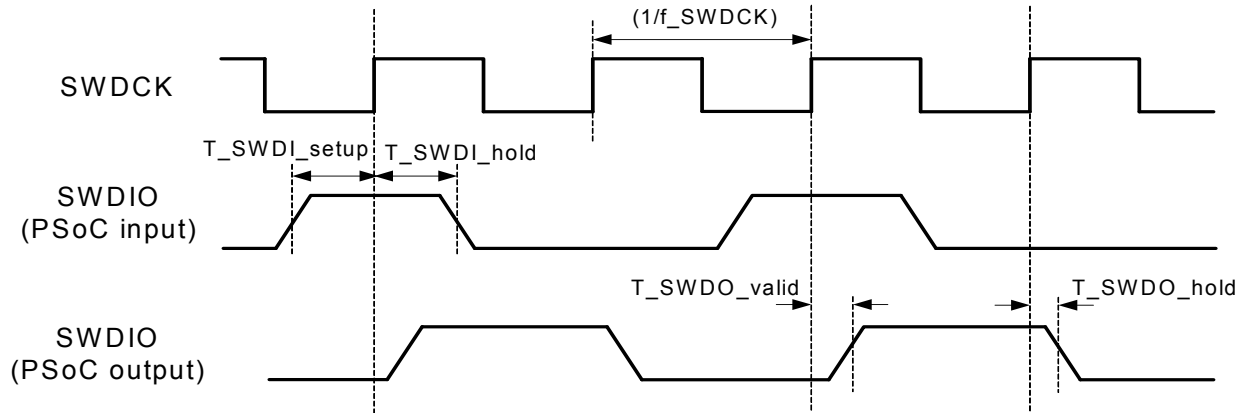 (1/f_SWDCK)
SWDCK
T_SWDI_setup T_SWDI_hold
SWDIO
(PSoC input)
T_SWDO_valid T_SWDO_hold
SWDIO
(PSoC output)